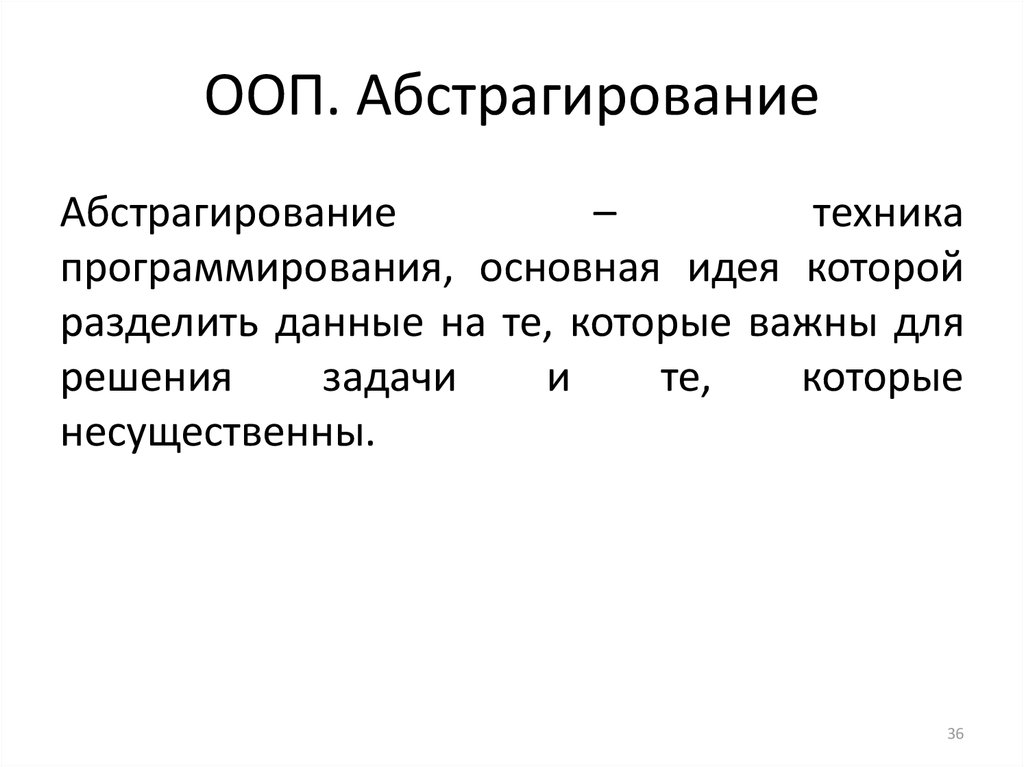 ООП. Абстрагирование
Абстрагирование – техника
программирования, основная идея которой
разделить данные на те, которые важны для
решения задачи и те, которые
несущественны.
36